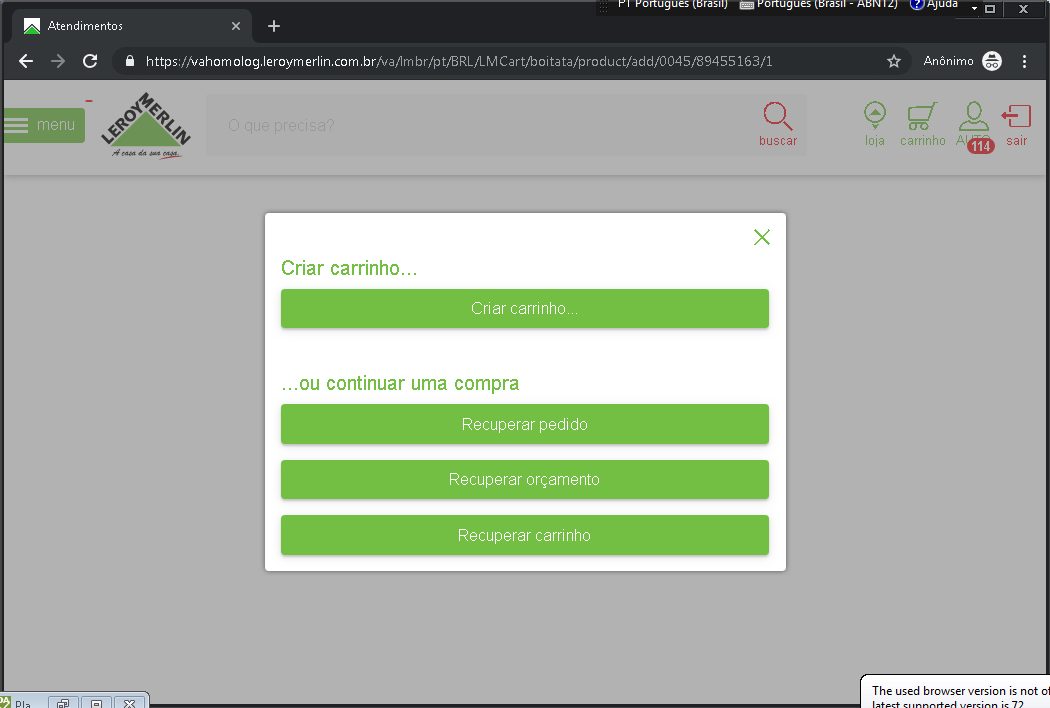 PT Português (Brasil) Português (Brasil - ABNT2) Ajuda
Atendimentos
https://vahomolog.leroymerlin.com.br/va/lmbr/pt/BRL/LMCart/boitata/product/add/0045/89455163/1
Anônimo
menu
LEROY MERLIN
A casa da sua casa.
O que precisa?
buscar
loja
carrinho
AUTO
114
sair
Criar carrinho...
Criar carrinho...
...ou continuar uma compra
Recuperar pedido
Recuperar orçamento
Recuperar carrinho
The used browser version is not of
latest supported version is 72
Pla...